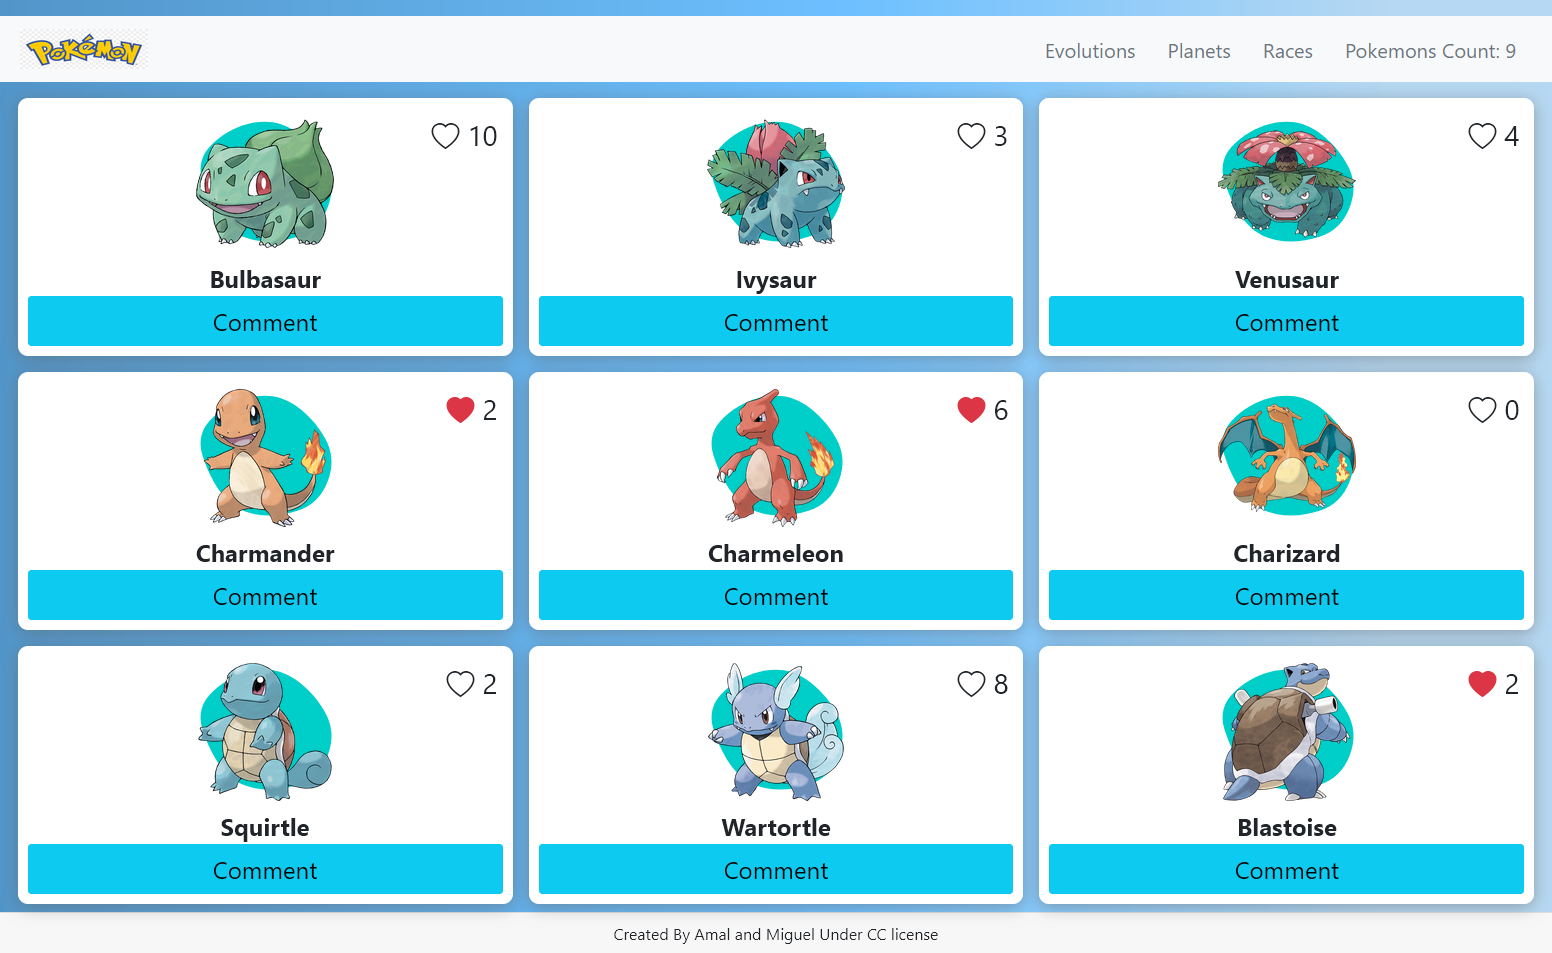 Pokémon
Evolutions Planets Races Pokemons Count: 9
10
Bulbasaur
Comment
3
Ivysaur
Comment
4
Venusaur
Comment
2
Charmander
Comment
6
Charmeleon
Comment
0
Charizard
Comment
2
Squirtle
Comment
8
Wartortle
Comment
2
Blastoise
Comment
Created By Amal and Miguel Under CC license